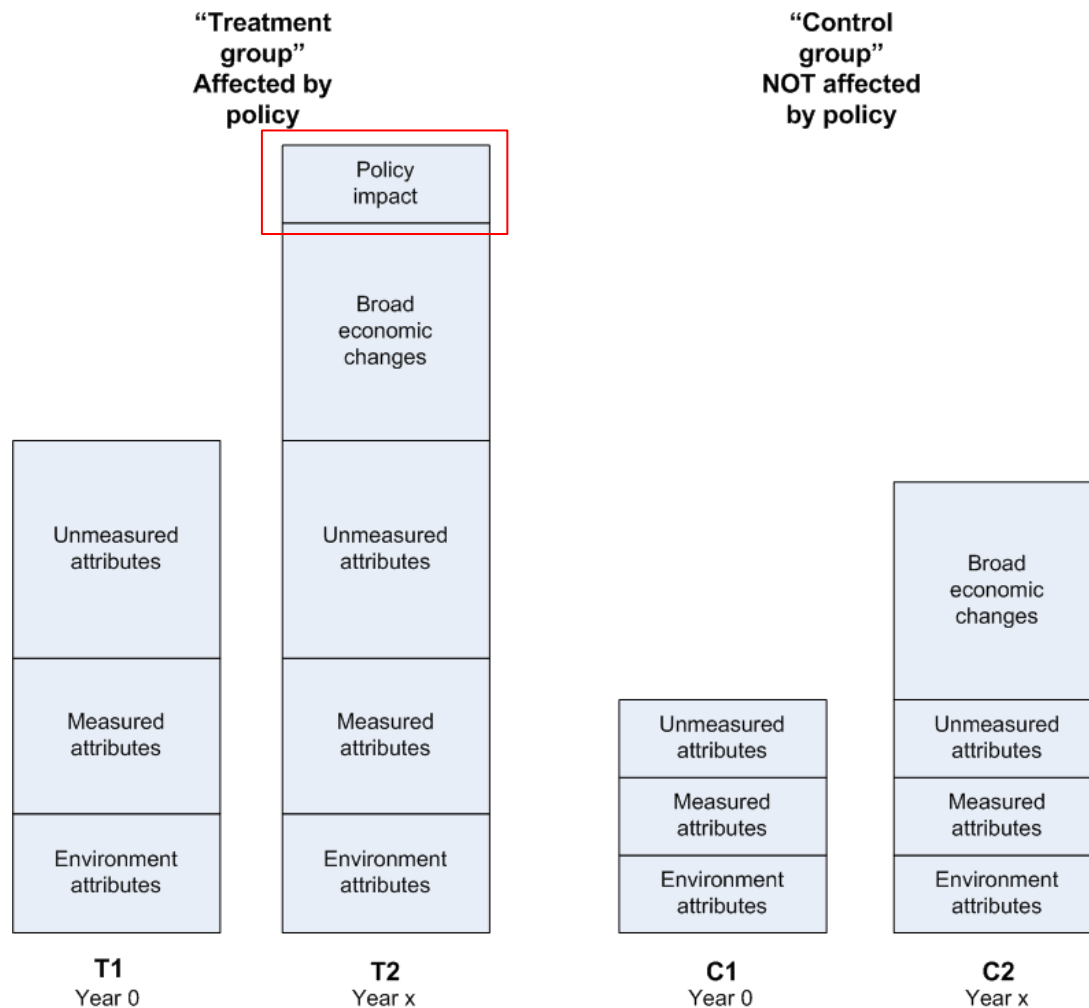 “Treatment
group”
Affected by
policy
“Control
group”
NOT affected
by policy
Policy
impact
Broad
economic
changes
Unmeasured
attributes
Measured
attributes
Environment
attributes
Unmeasured
attributes
Measured
attributes
Environment
attributes
Unmeasured
attributes
Measured
attributes
Environment
attributes
Broad
economic
changes
Unmeasured
attributes
Measured
attributes
Environment
attributes
T1
Year 0
T2
Year x
C1
Year 0
C2
Year x